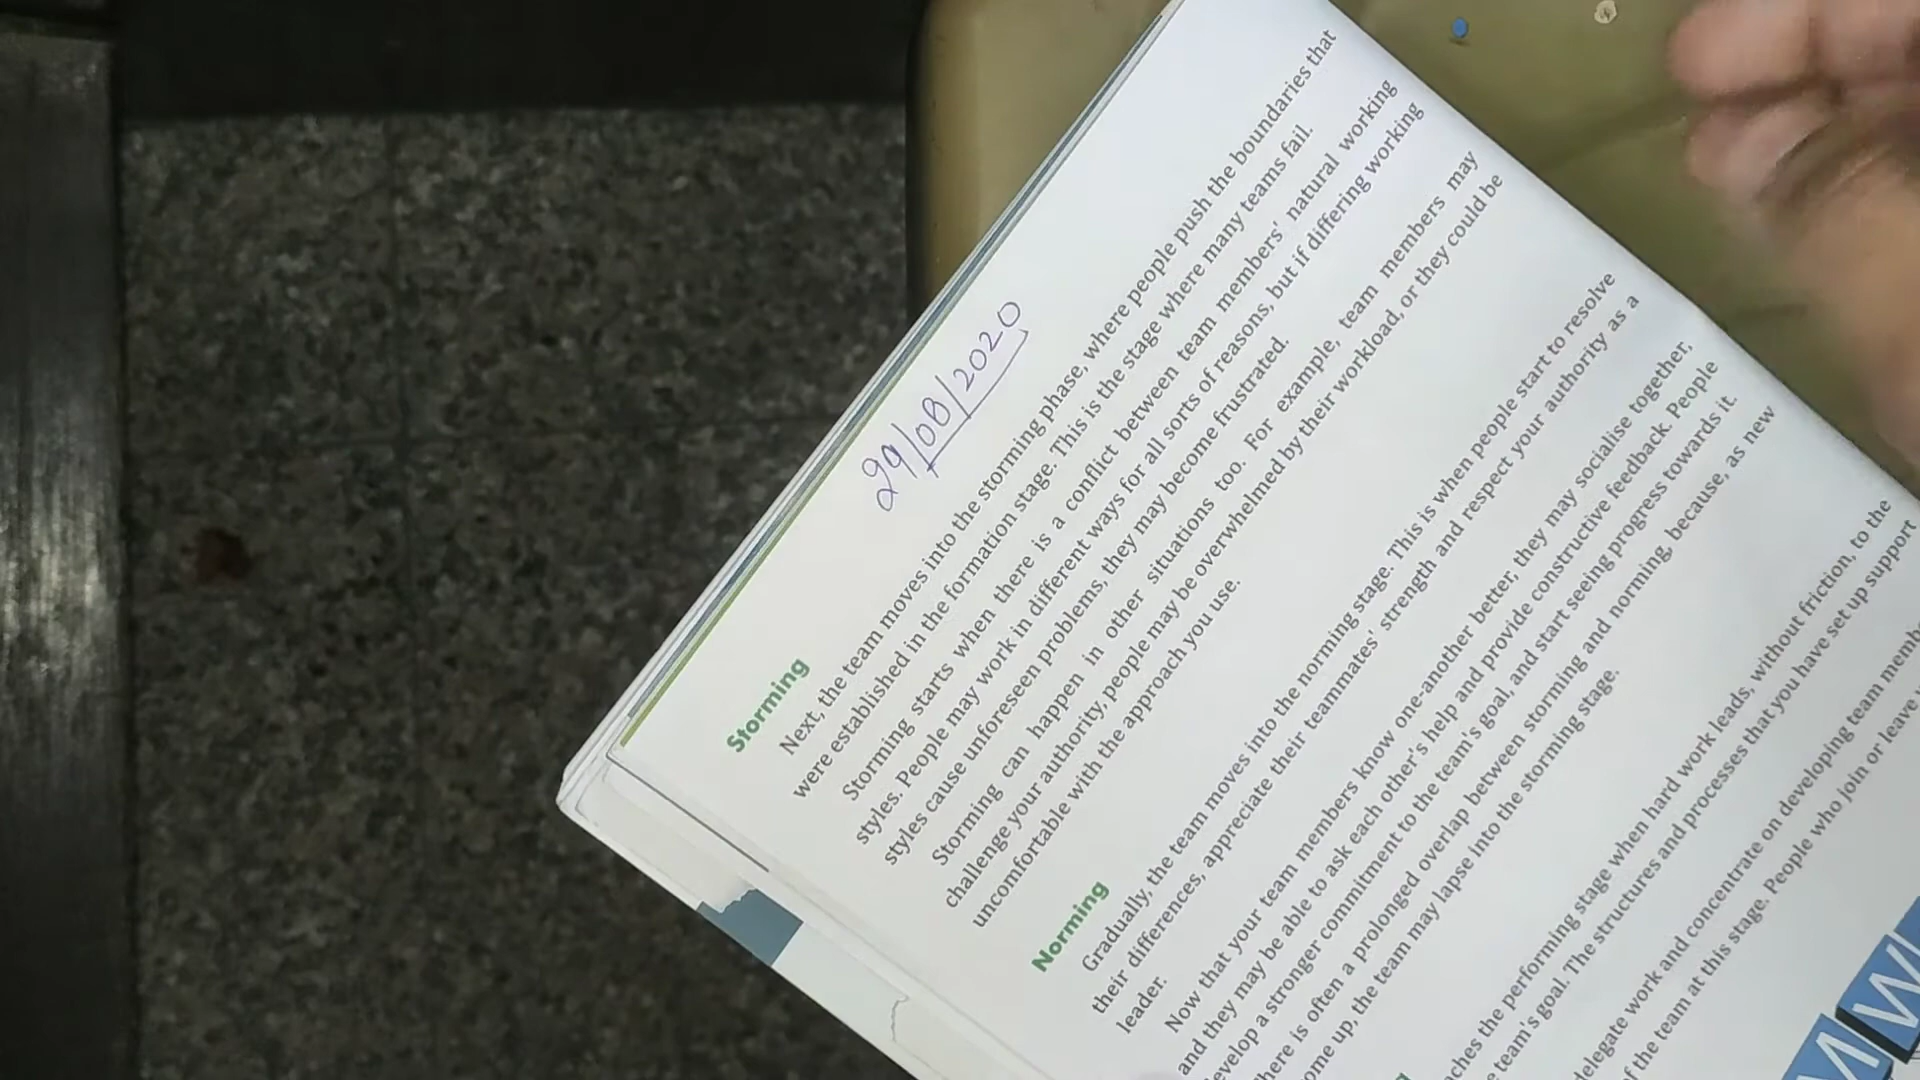 29/08/2020
Storming
Next, the team moves into the storming phase, where people push the boundaries that
were established in the formation stage. This is the stage where many teams fail.
Storming starts when there is a conflict between team members' natural working
styles. People may work in different ways for all sorts of reasons, but if differing working
styles cause unforeseen problems, they may become frustrated.
Storming can happen in other situations too. For example, team members may
challenge your authority, people may be overwhelmed by their workload, or they could be
uncomfortable with the approach you use.
Norming
Gradually, the team moves into the norming stage. This is when people start to resolve
their differences, appreciate their teammates' strength and respect your authority as a
leader.
Now that your team members know one-another better, they may socialise together,
and they may be able to ask each other's help and provide constructive feedback. People
a stronger commitment to the team's goal, and start seeing progress towards it.
is often a prolonged overlap between storming and norming, because, as new
up, the team may lapse into the storming stage.
the performing stage when hard work leads, without friction, to the
team's goal. The structures and processes that you have set up support
delegate work and concentrate on developing team
of the team at this stage. People who join or leave
W